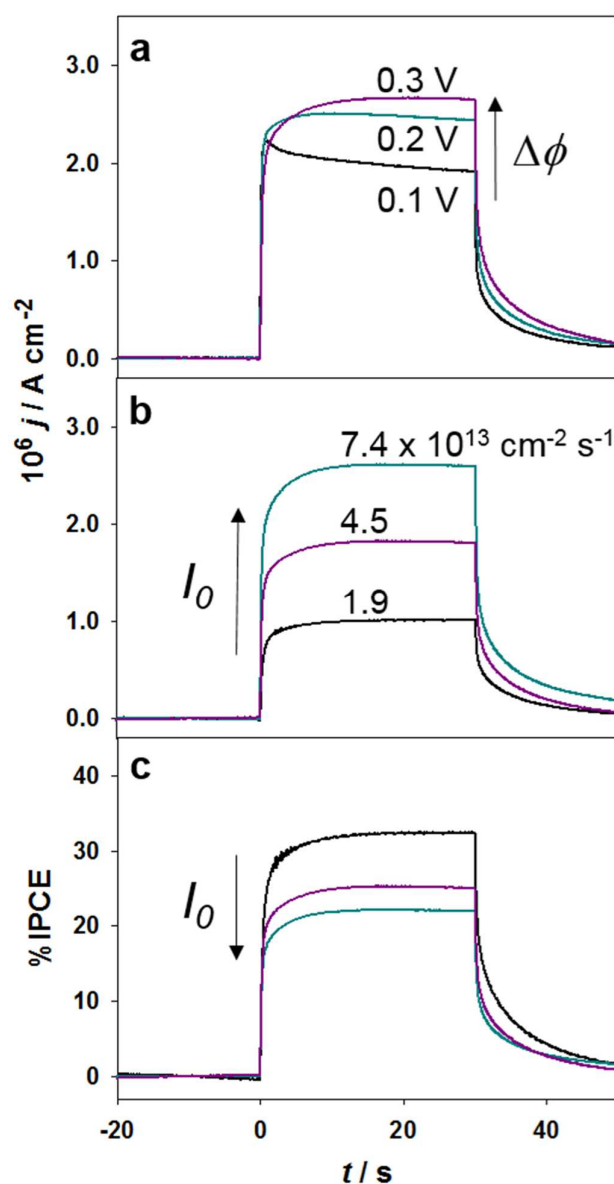 a
3.0
0.3 V
0.2 V
Δϕ
2.0
0.1 V
1.0
0.0
10⁶ j / A cm⁻²
b
3.0
7.4 x 10¹³ cm⁻² s⁻¹
2.0
4.5
I₀
1.0
1.9
0.0
c
40
30
I₀
20
10
0
% IPCE
-20 0 20 40
t / s